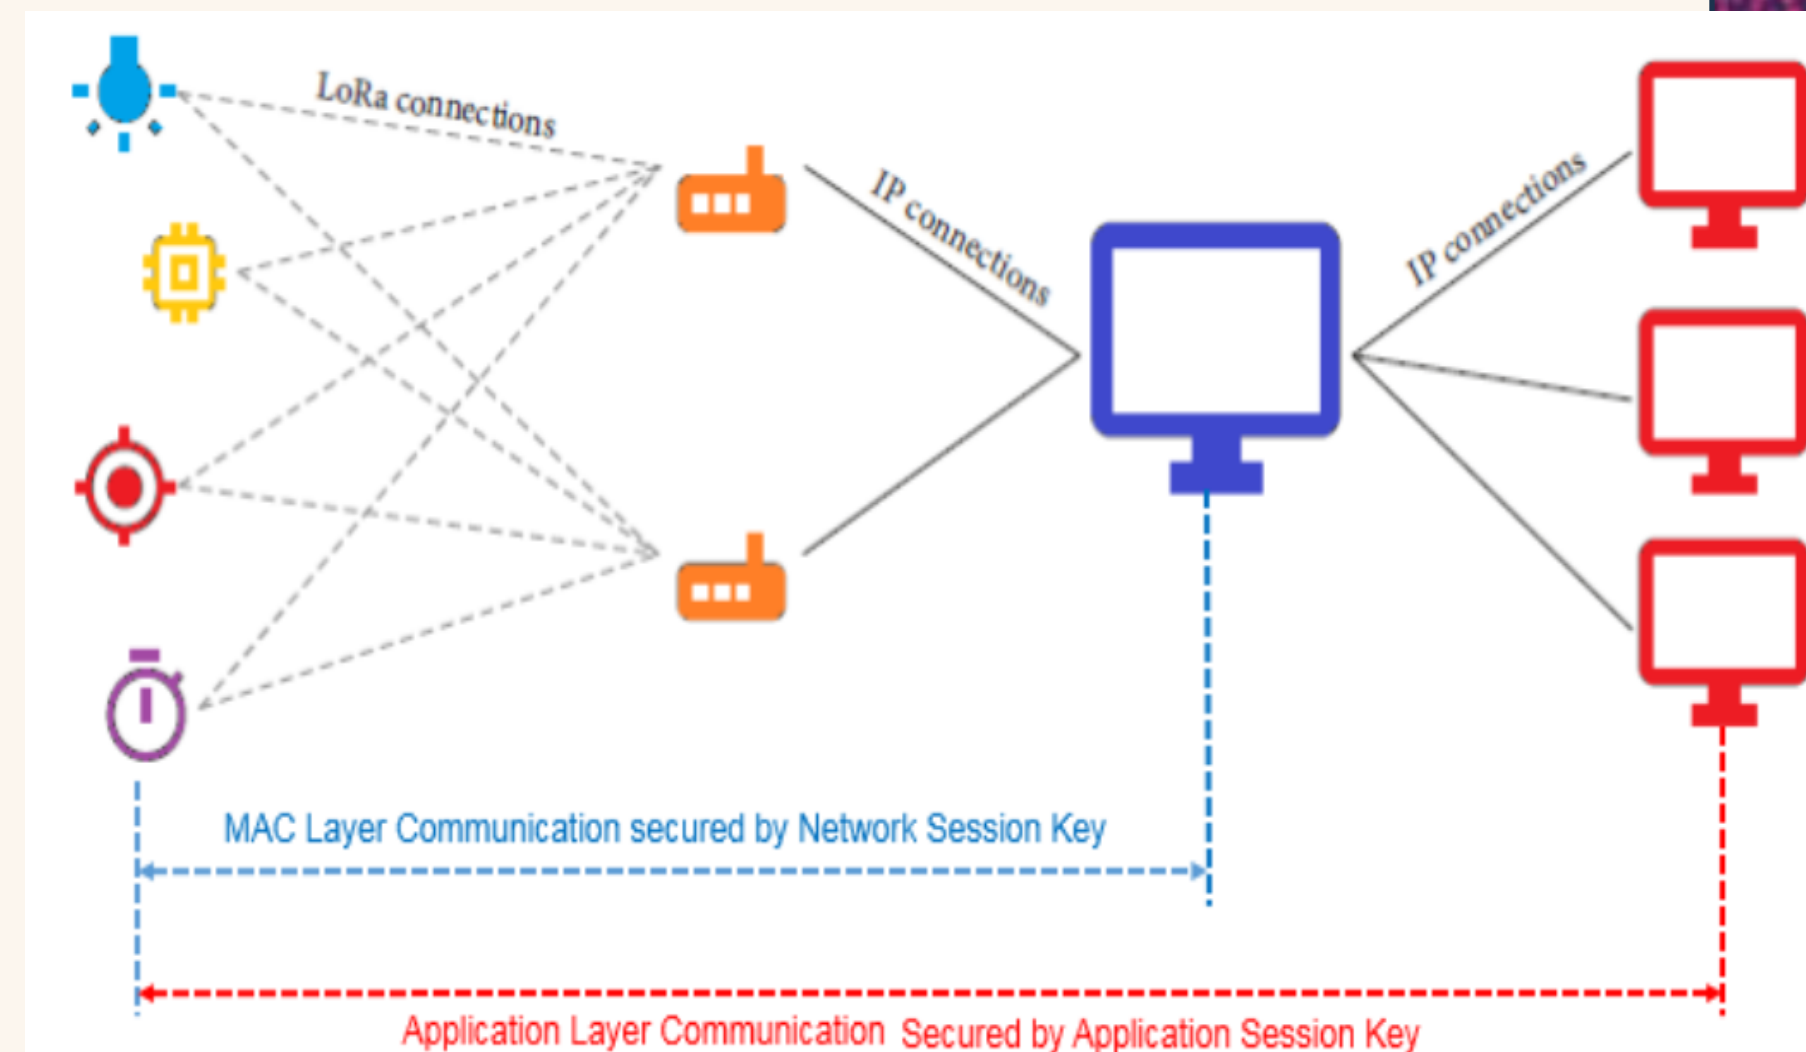 LoRa connections
IP connections
IP connections
MAC Layer Communication secured by Network Session Key
Application Layer Communication Secured by Application Session Key